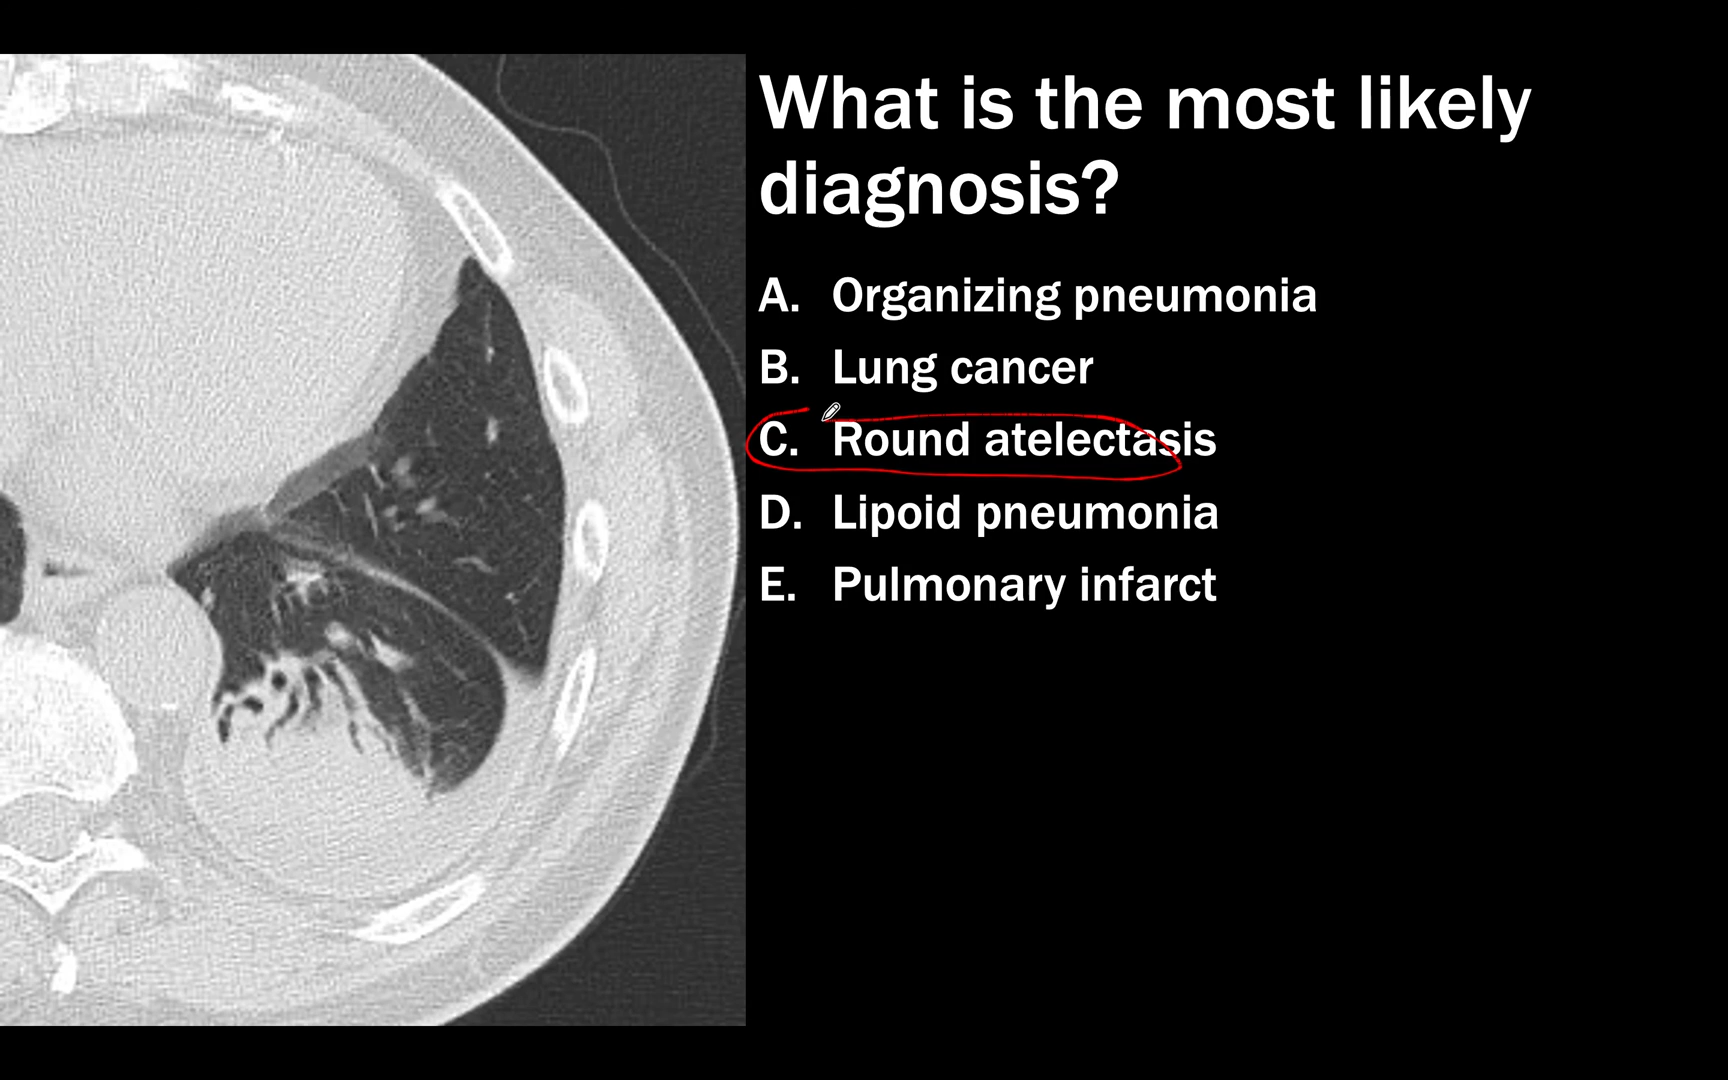 What is the most likely
diagnosis?
A. Organizing pneumonia
B. Lung cancer
C. Round atelectasis
D. Lipoid pneumonia
E. Pulmonary infarct